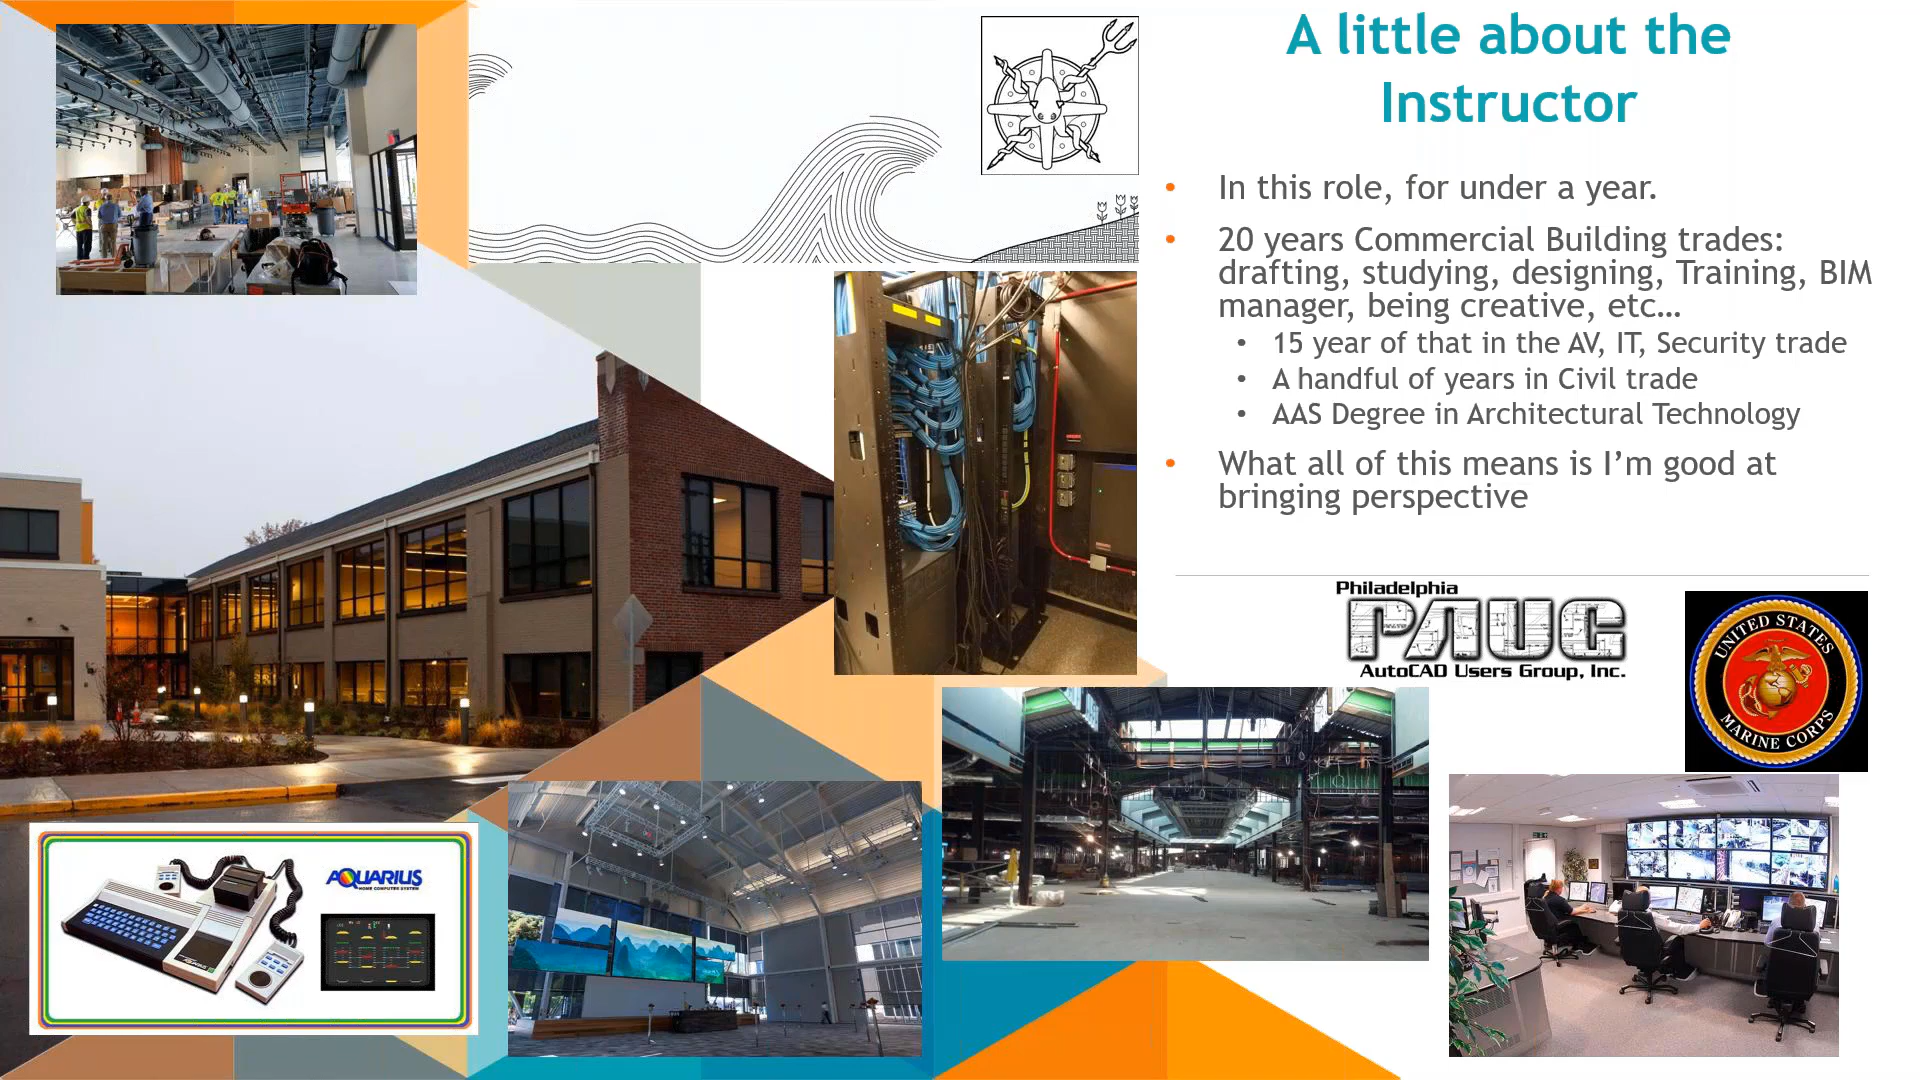 A little about the
Instructor
In this role, for under a year.
20 years Commercial Building trades:
drafting, studying, designing, Training, BIM
manager, being creative, etc…
15 year of that in the AV, IT, Security trade
A handful of years in Civil trade
AAS Degree in Architectural Technology
What all of this means is I’m good at
bringing perspective
Philadelphia
PAUG
AutoCAD Users Group, Inc.
UNITED STATES
MARINE CORPS
AQUARIUS
HOME COMPUTER SYSTEM